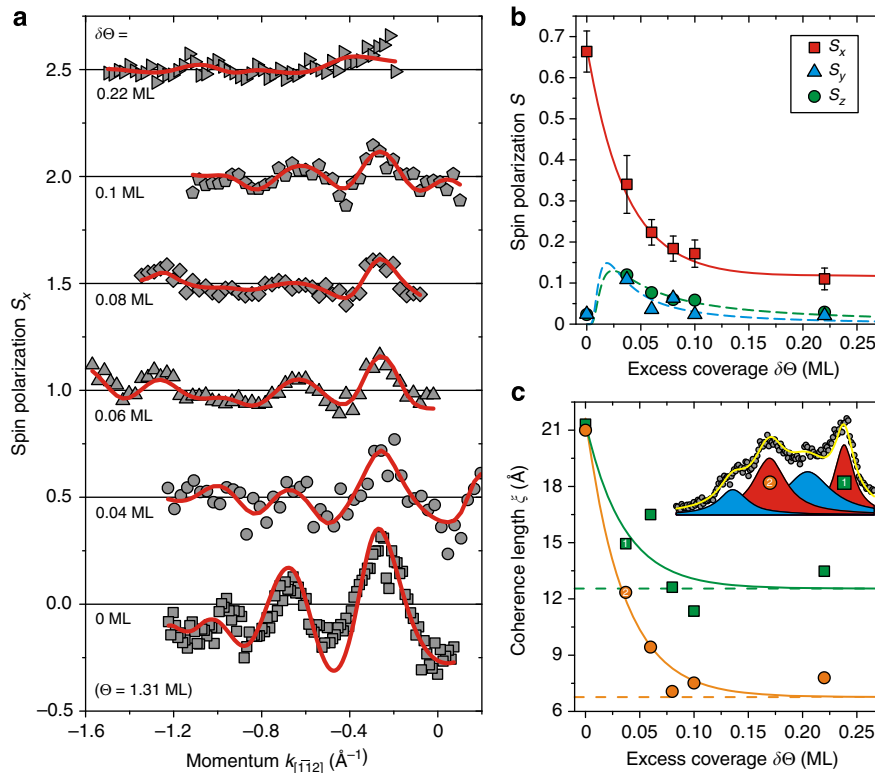 a
δΘ =
0.22 ML
0.1 ML
0.08 ML
0.06 ML
0.04 ML
0 ML
(Θ = 1.31 ML)
2.5
2.0
1.5
1.0
0.5
0.0
−0.5
Spin polarization Sx
−1.6 −1.2 −0.8 −0.4 0
Momentum k[1̄1̄2] (Å−1)
b
Sx
Sy
Sz
0.7
0.6
0.5
0.4
0.3
0.2
0.1
0
Spin polarization S
0 0.05 0.10 0.15 0.20 0.25
Excess coverage δΘ (ML)
c
21
18
15
12
9
6
Coherence length ξ (Å)
2 1
1
2
0 0.05 0.10 0.15 0.20 0.25
Excess coverage δΘ (ML)